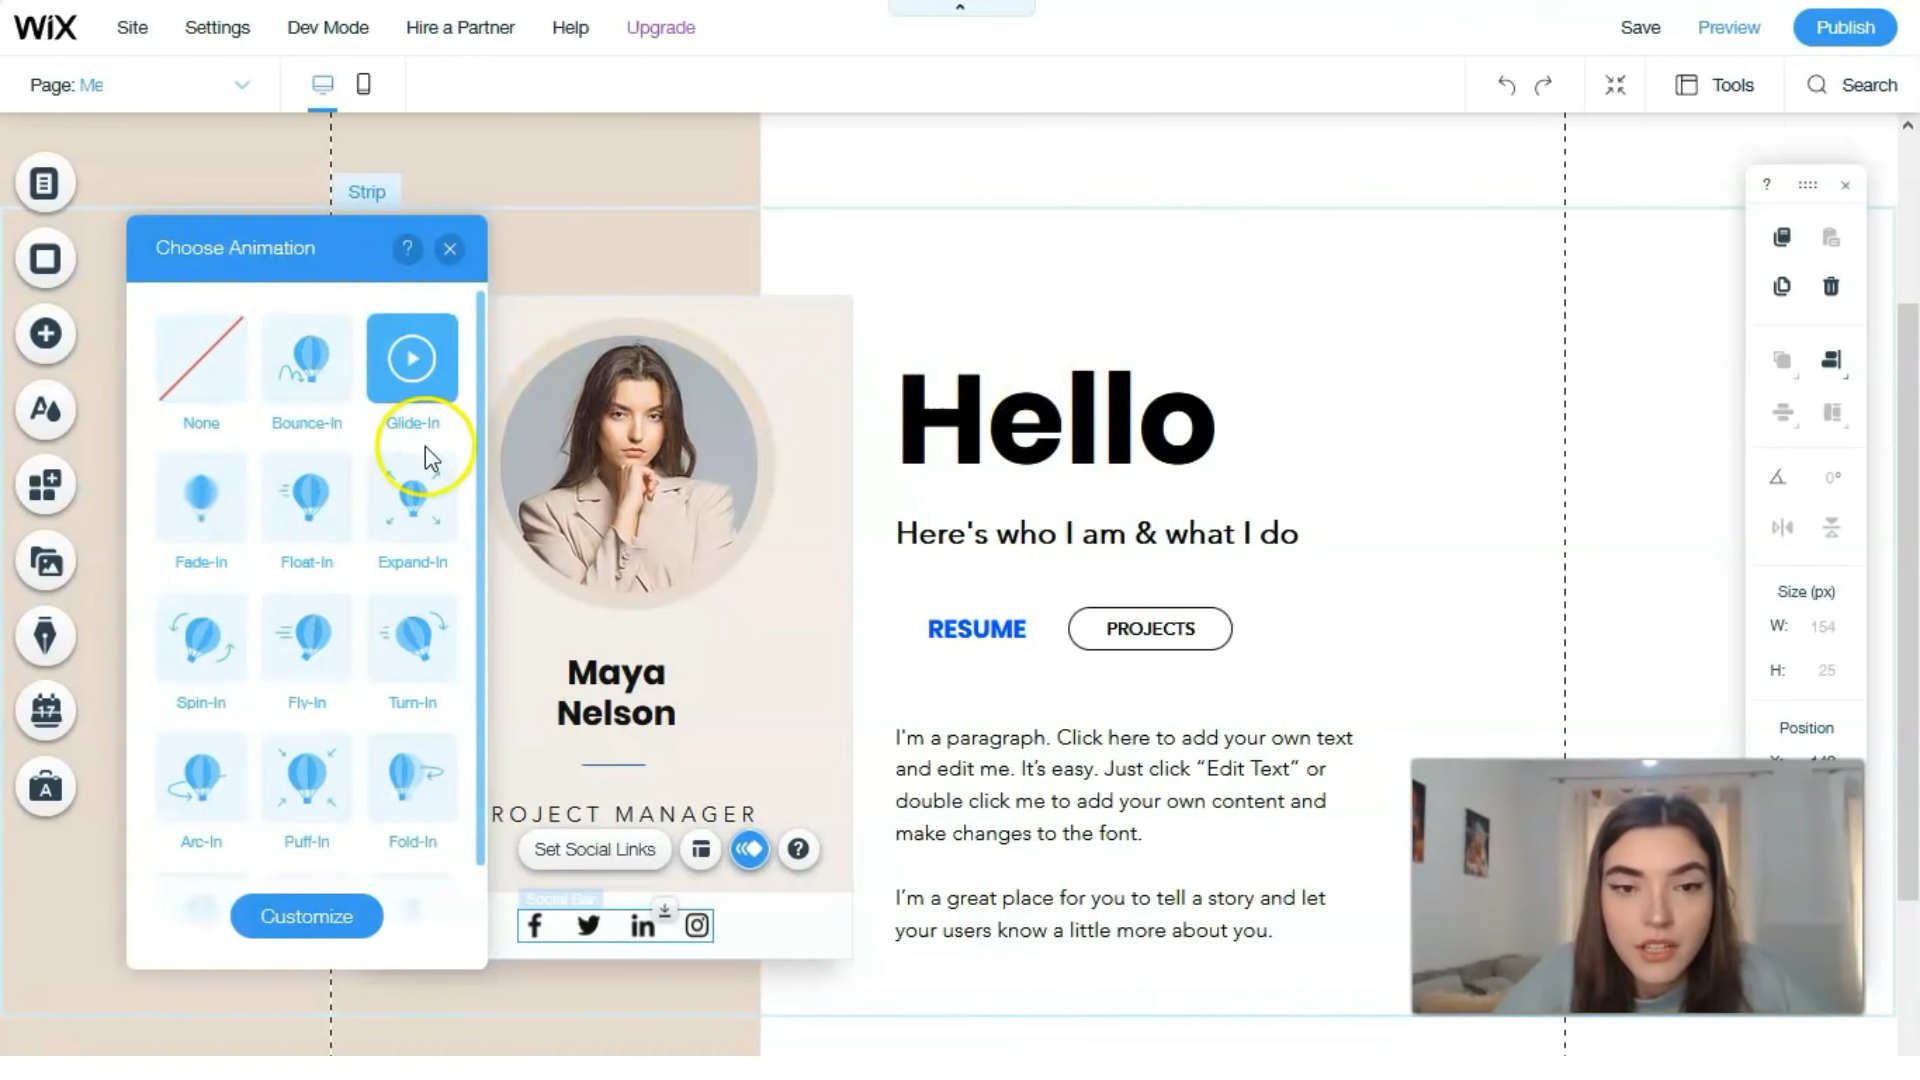 WiX Site Settings Dev Mode Hire a Partner Help Upgrade Save Preview Publish
Page: Me Tools Search
Strip
Choose Animation ? ×
None Bounce-In Glide-In
Fade-In Float-In Expand-In
Spin-In Fly-In Turn-In
Arc-In Puff-In Fold-In
Customize
Maya
Nelson
ROJECT MANAGER
Set Social Links ?
Social Bar
Hello
Here's who I am & what I do
RESUME PROJECTS
I'm a paragraph. Click here to add your own text
and edit me. It's easy. Just click “Edit Text” or
double click me to add your own content and
make changes to the font.
I'm a great place for you to tell a story and let
your users know a little more about you.
? ×
0°
Size (px)
W: 154
H: 25
Position
17
A